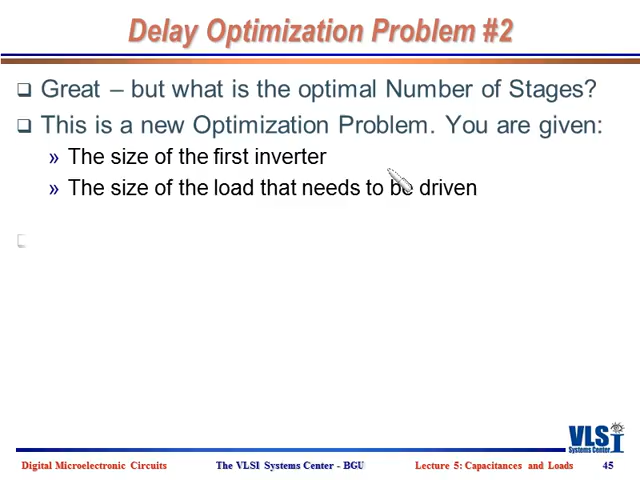 Delay Optimization Problem #2
Great – but what is the optimal Number of Stages?
This is a new Optimization Problem. You are given:
» The size of the first inverter
» The size of the load that needs to be driven
VLSI
Systems Center
Digital Microelectronic Circuits The VLSI Systems Center - BGU Lecture 5: Capacitances and Loads 45